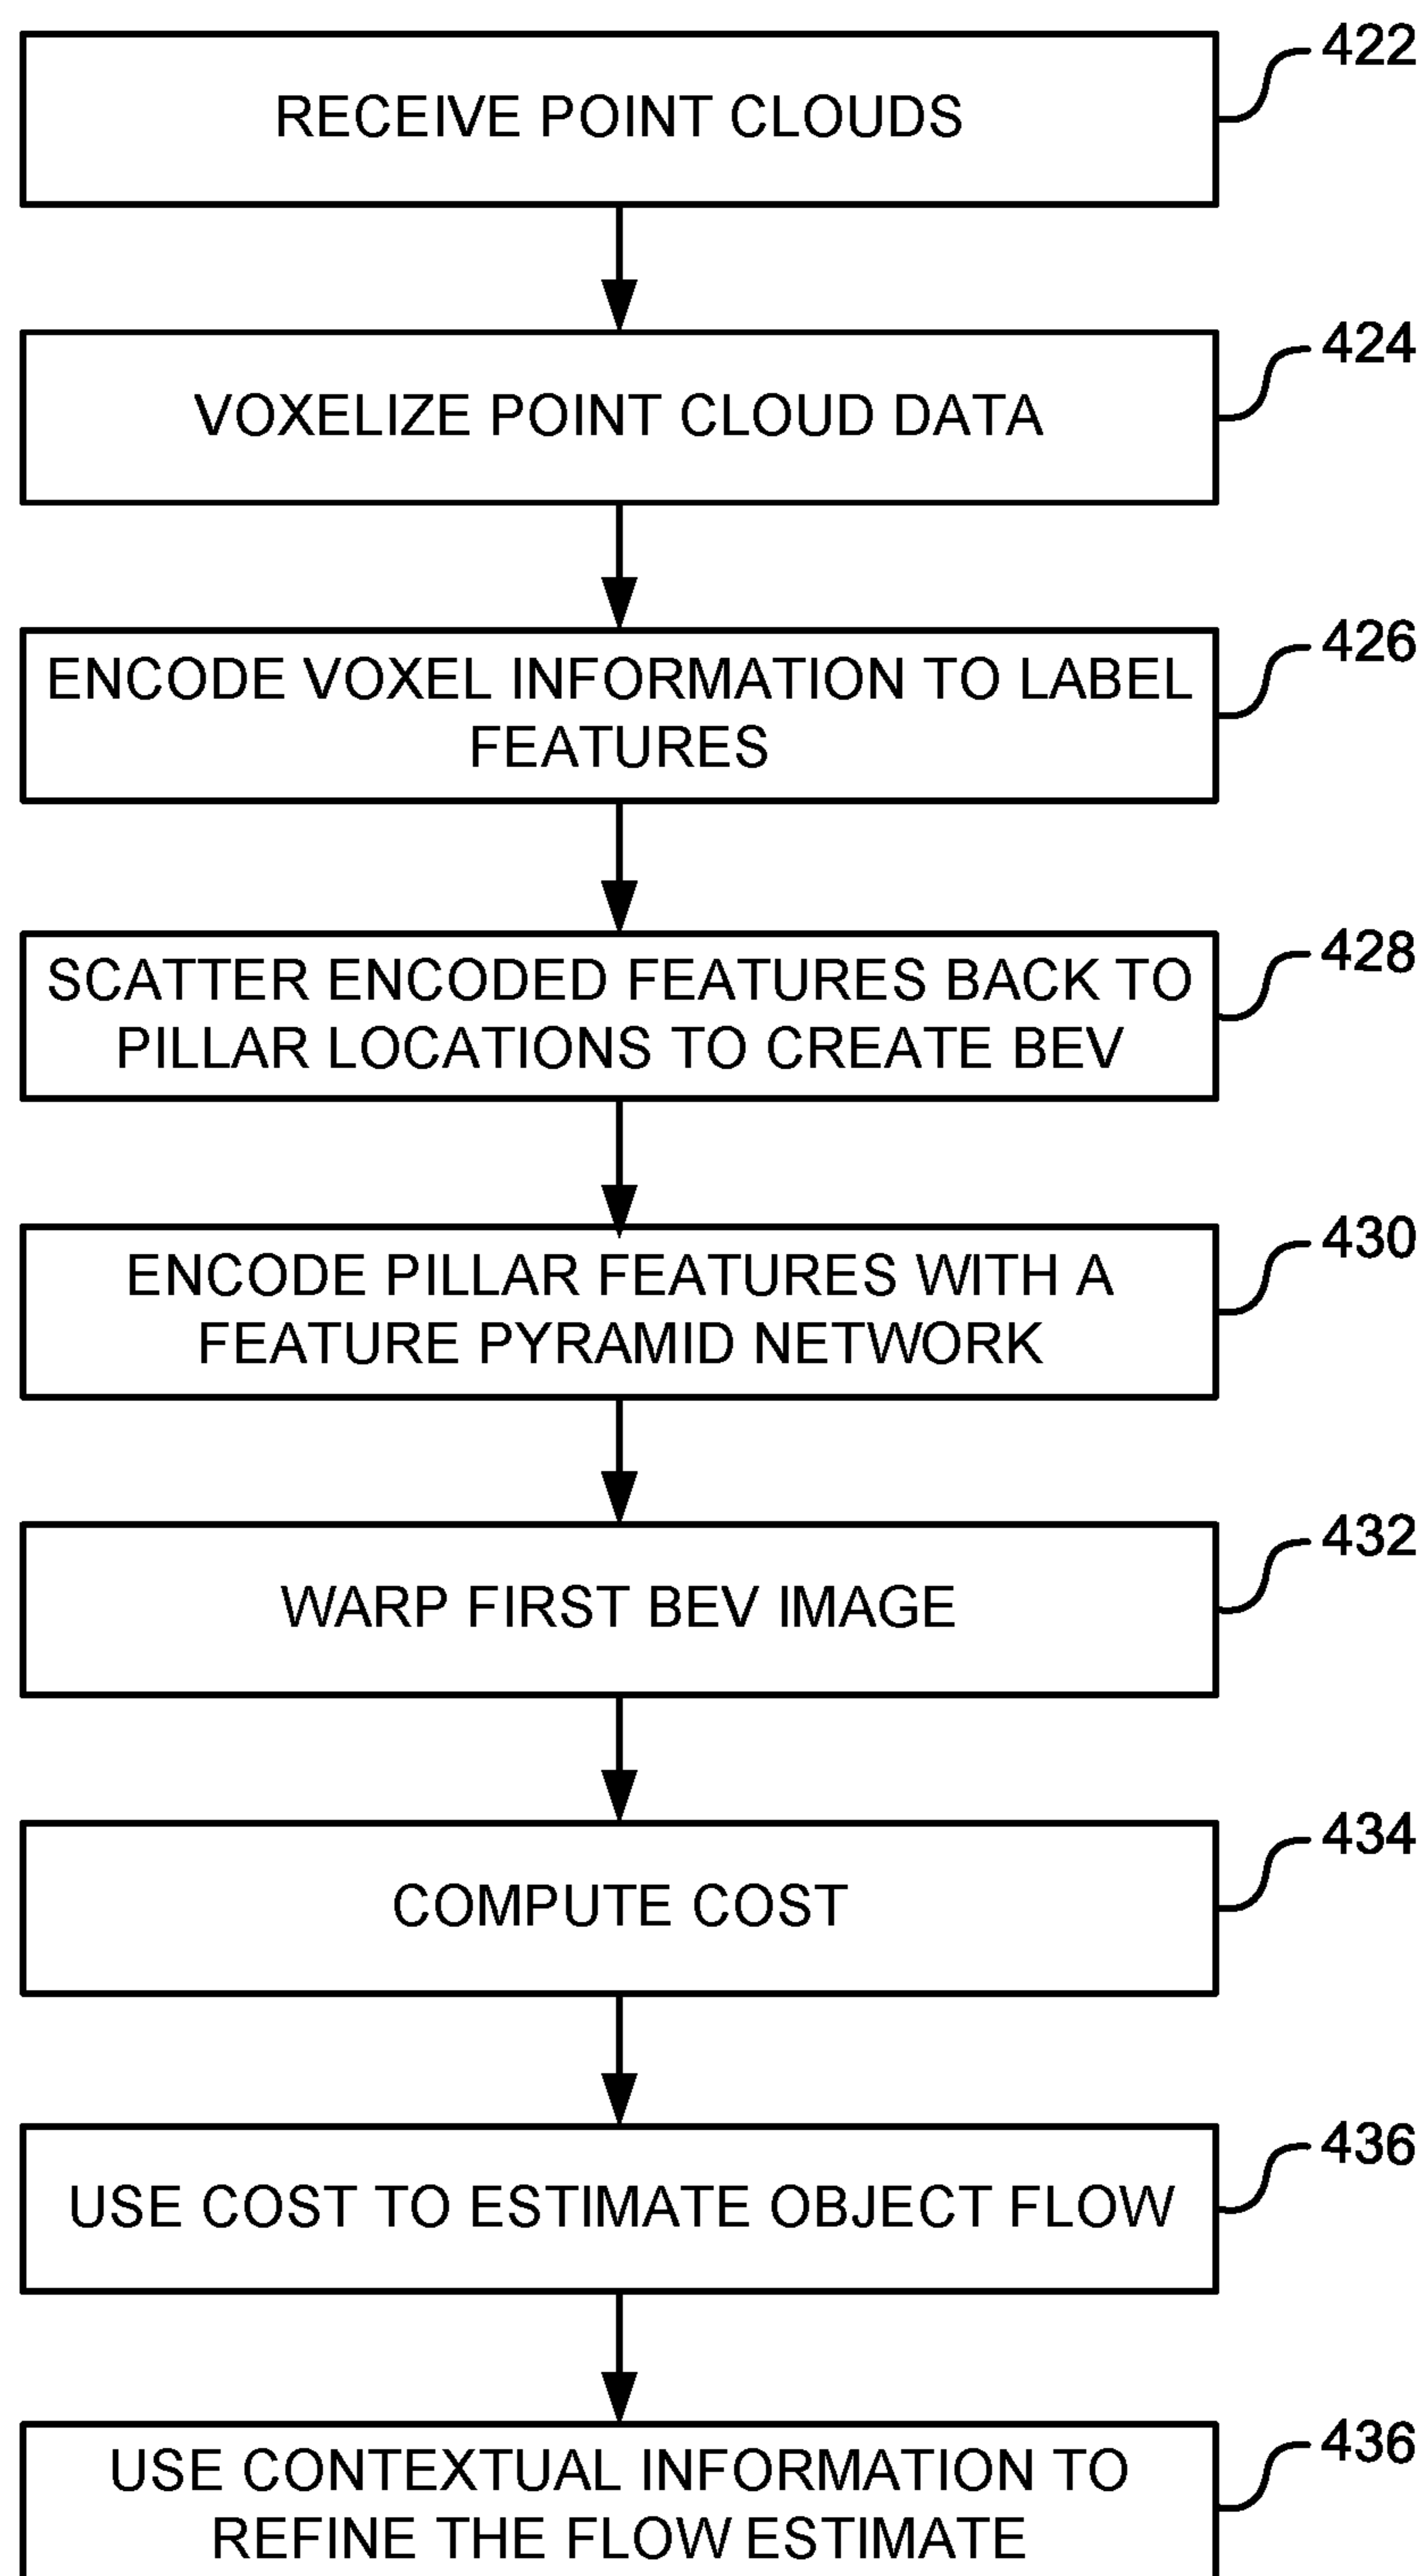 RECEIVE POINT CLOUDS
422
VOXELIZE POINT CLOUD DATA
424
ENCODE VOXEL INFORMATION TO LABEL
FEATURES
426
SCATTER ENCODED FEATURES BACK TO
PILLAR LOCATIONS TO CREATE BEV
428
ENCODE PILLAR FEATURES WITH A
FEATURE PYRAMID NETWORK
430
WARP FIRST BEV IMAGE
432
COMPUTE COST
434
USE COST TO ESTIMATE OBJECT FLOW
436
USE CONTEXTUAL INFORMATION TO
REFINE THE FLOW ESTIMATE
436